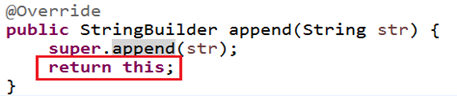 @Override
public StringBuilder append(String str) {
    super.append(str);
    return this;
}